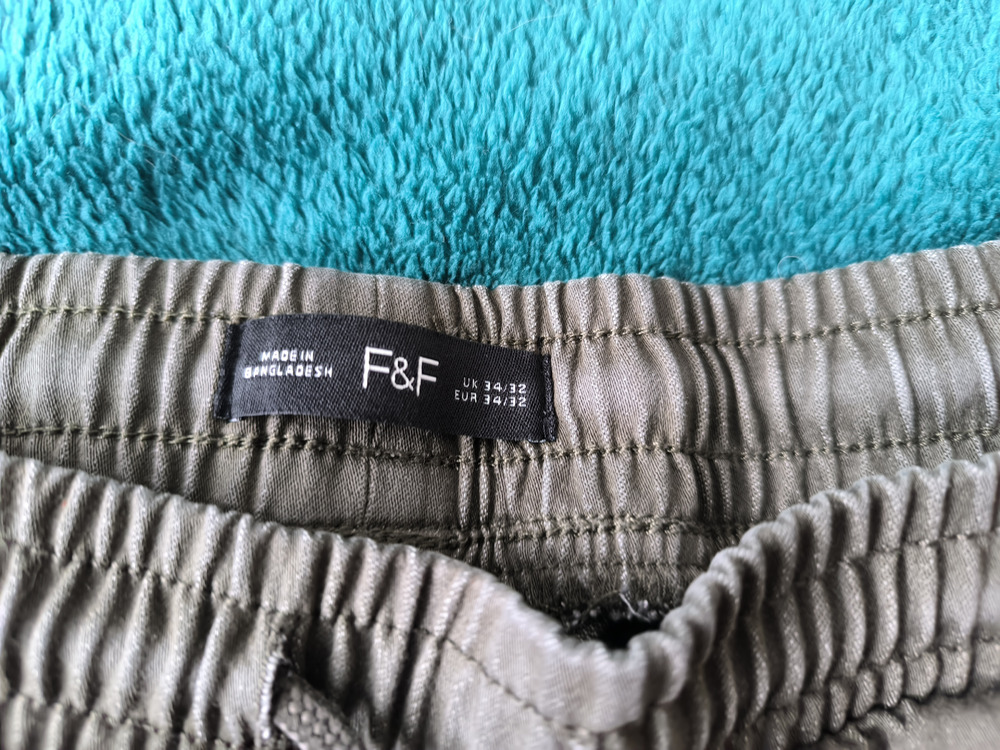 MADE IN
BANGLADESH
F&F
UK 34/32
EUR 34/32